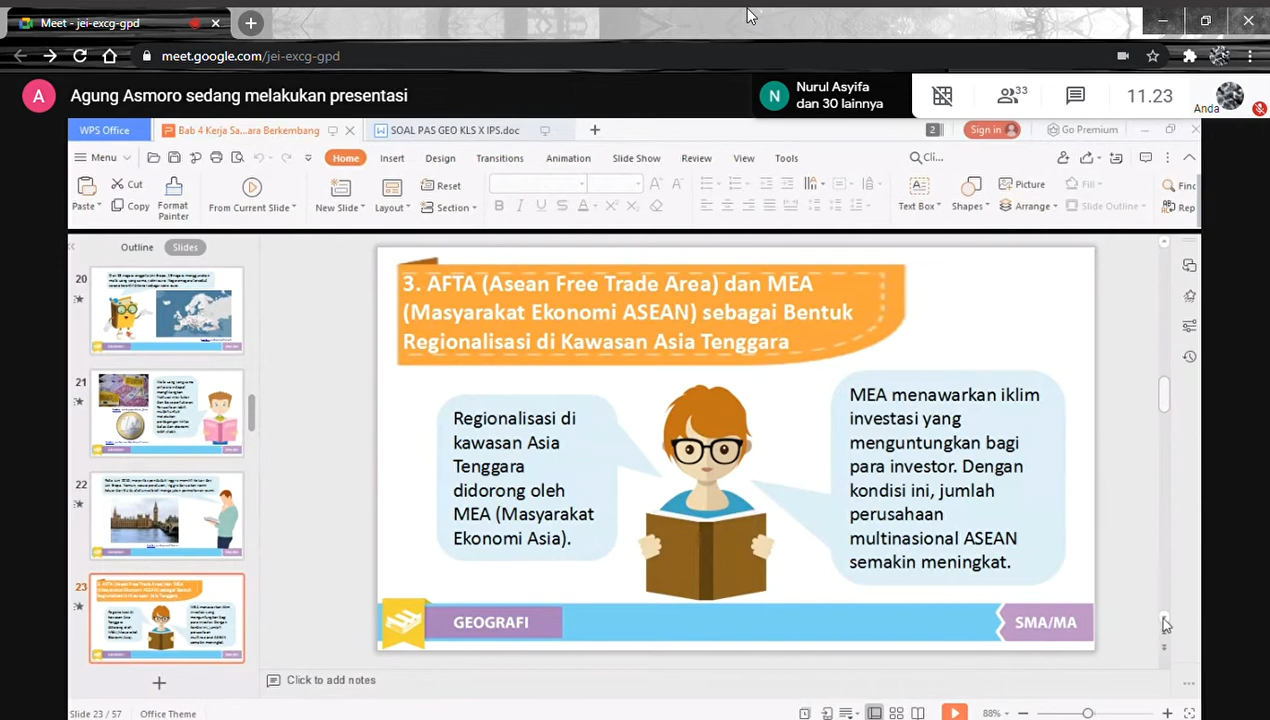 Meet - jei-excg-gpd
meet.google.com/jei-excg-gpd
A
Agung Asmoro sedang melakukan presentasi
N
Nurul Asyifa
dan 30 lainnya
33
11.23
Anda
WPS Office
Bab 4 Kerja Sa...ara Berkembang
SOAL PAS GEO KLS X IPS.doc
2
Sign in
Go Premium
Menu
Home
Insert
Design
Transitions
Animation
Slide Show
Review
View
Tools
Cli...
Paste
Cut
Copy
Format
Painter
From Current Slide
New Slide
Layout
Reset
Section
B I U S A X² X₂
Text Box
Shapes
Picture
Arrange
Fill
Slide Outline
Find
Rep
Outline
Slides
20
21
22
23
3. AFTA (Asean Free Trade Area) dan MEA
(Masyarakat Ekonomi ASEAN) sebagai Bentuk
Regionalisasi di Kawasan Asia Tenggara
Regionalisasi di
kawasan Asia
Tenggara
didorong oleh
MEA (Masyarakat
Ekonomi Asia).
MEA menawarkan iklim
investasi yang
menguntungkan bagi
para investor. Dengan
kondisi ini, jumlah
perusahaan
multinasional ASEAN
semakin meningkat.
GEOGRAFI
SMA/MA
Click to add notes
Slide 23 / 57
Office Theme
88%